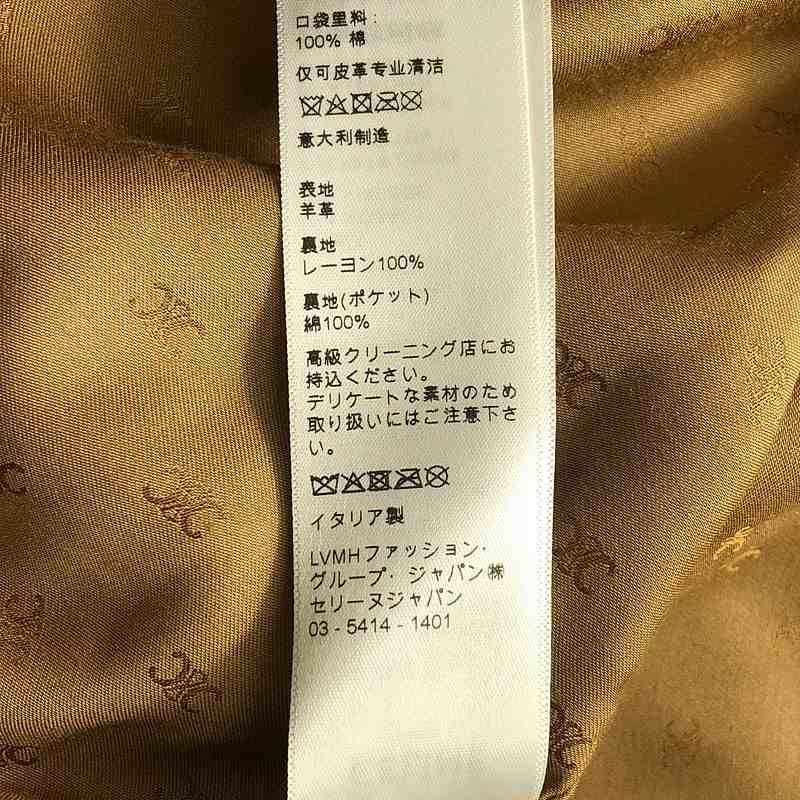 口袋里料:
100% 棉
仅可皮革专业清洁
意大利制造
表地
羊革
裏地
レーヨン100%
裏地(ポケット)
綿100%
高級クリーニング店にお
持込ください。
デリケートな素材のため
取り扱いにはご注意下さ
い。
イタリア製
LVMHファッション·
グループ· ジャパン㈱
セリーヌジャパン
03 - 5414 - 1401